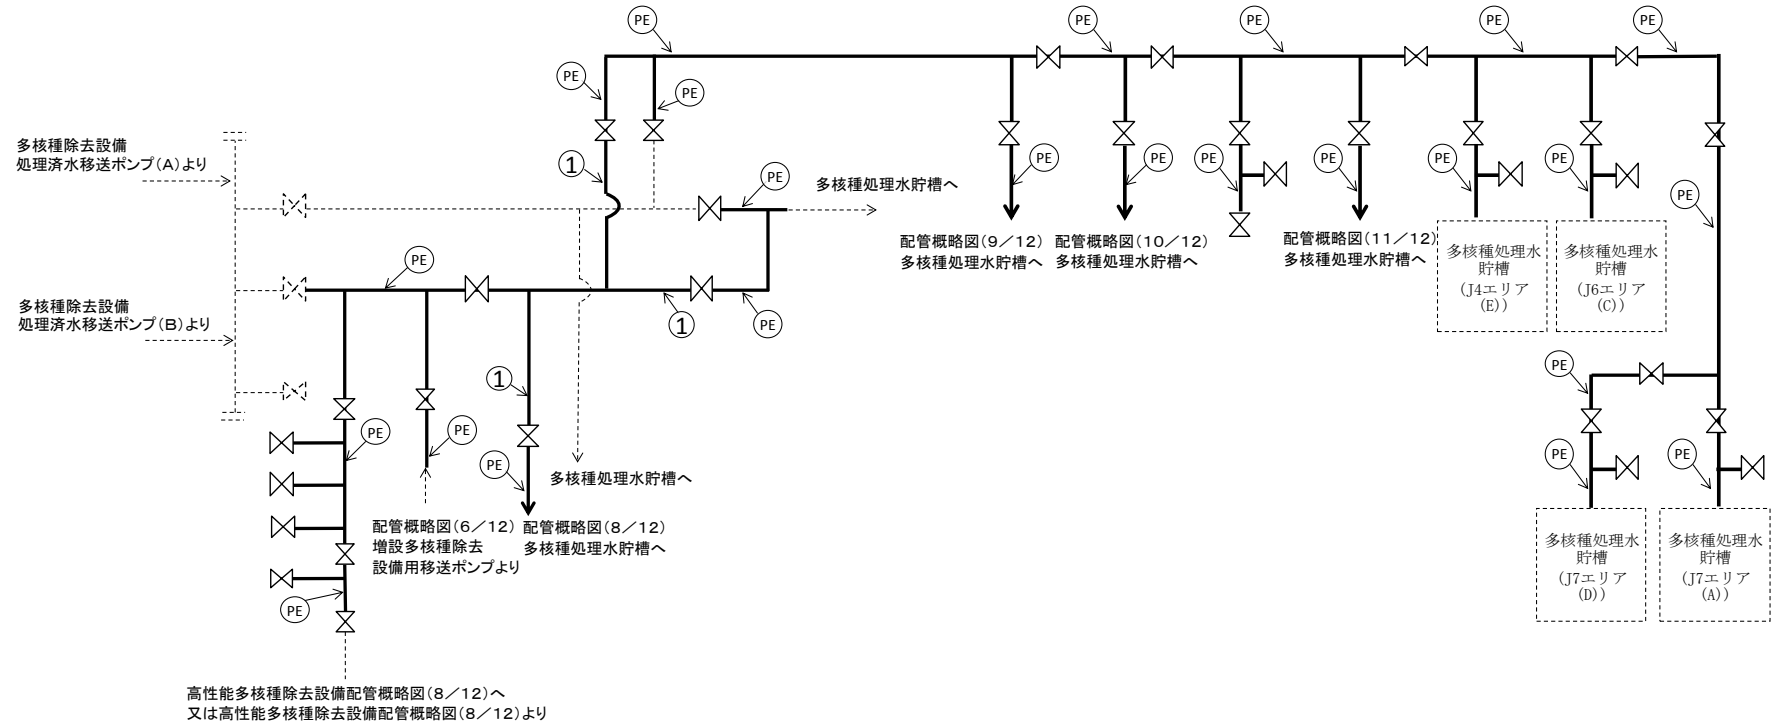 PE
PE
PE
PE
PE
PE
PE
多核種除去設備
処理済水移送ポンプ(A)より
①
PE
PE
PE
PE
PE
PE
PE
多核種処理水貯槽へ
PE
配管概略図(9/12)
多核種処理水貯槽へ
配管概略図(10/12)
多核種処理水貯槽へ
配管概略図(11/12)
多核種処理水貯槽へ
多核種処理水
貯槽
(J4エリア
(E))
多核種処理水
貯槽
(J6エリア
(C))
PE
多核種除去設備
処理済水移送ポンプ(B)より
①
PE
①
PE
PE
PE
PE
PE
PE
多核種処理水貯槽へ
配管概略図(6/12)
増設多核種除去
設備用移送ポンプより
配管概略図(8/12)
多核種処理水貯槽へ
多核種処理水
貯槽
(J7エリア
(D))
多核種処理水
貯槽
(J7エリア
(A))
PE
高性能多核種除去設備配管概略図(8/12)へ
又は高性能多核種除去設備配管概略図(8/12)より